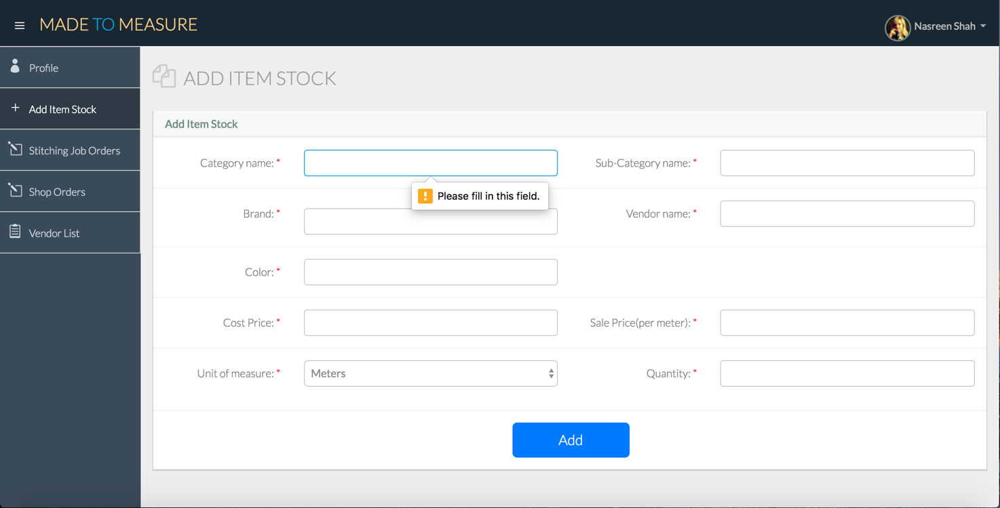 MADE TO MEASURE
Nasreen Shah
Profile
Add Item Stock
Stitching Job Orders
Shop Orders
Vendor List
ADD ITEM STOCK
Add Item Stock
Category name: *
Sub-Category name: *
Please fill in this field.
Brand: *
Vendor name: *
Color: *
Cost Price: *
Sale Price(per meter): *
Unit of measure: *
Meters
Quantity: *
Add